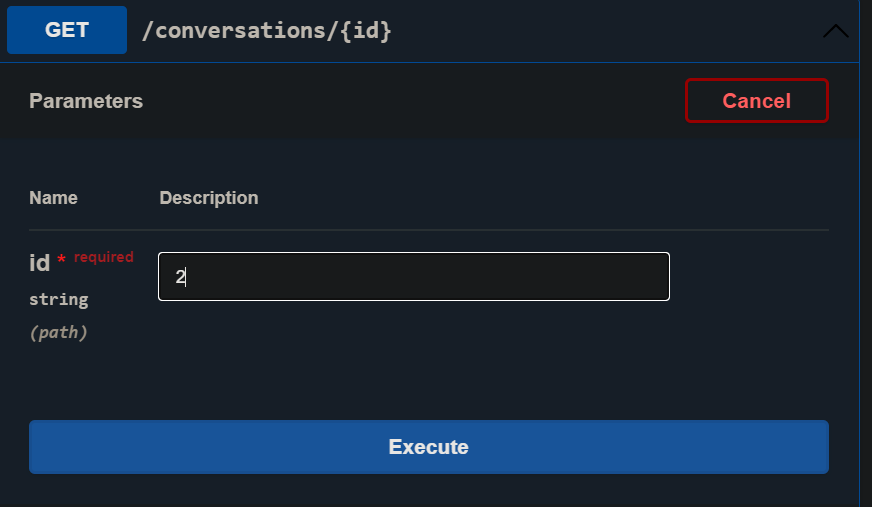 GET /conversations/{id}
Parameters Cancel
Name Description
id * required
2
string
(path)
Execute